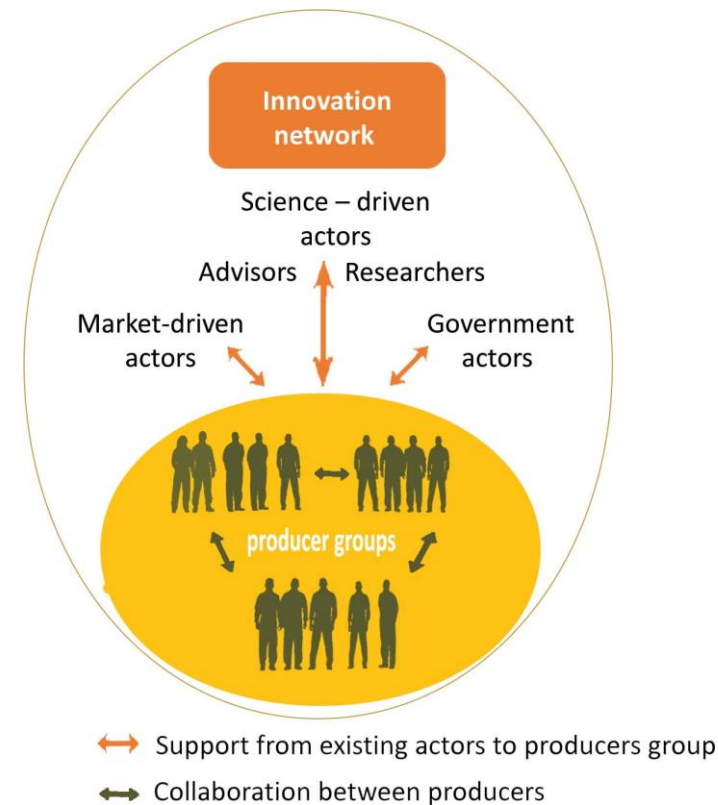 Innovation
network
Science – driven
actors
Advisors Researchers
Market-driven
actors
Government
actors
producer groups
Support from existing actors to producers group
Collaboration between producers